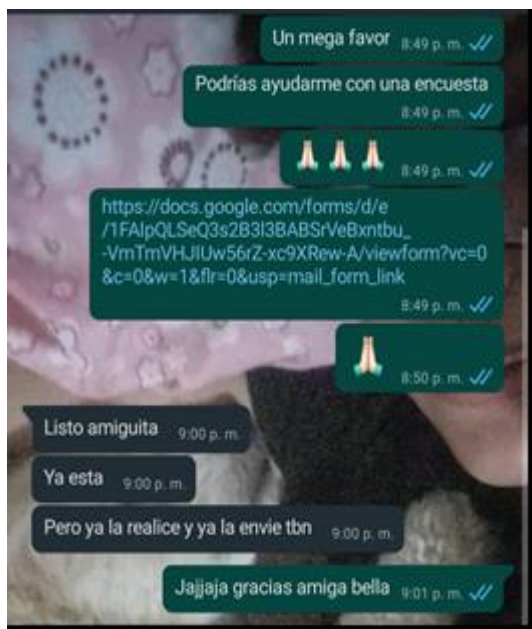 Un mega favor 8:49 p. m.
Podrías ayudarme con una encuesta
8:49 p. m.
🙏🏻🙏🏻🙏🏻 8:49 p. m.
https://docs.google.com/forms/d/e
/1FAIpQLSeQ3s2B3l3BABSrVeBxntbu_
-VmTmVHJlUw56rZ-xc9XRew-A/viewform?vc=0
&c=0&w=1&flr=0&usp=mail_form_link
8:49 p. m.
🙏🏻 8:50 p. m.
Listo amiguita 9:00 p. m.
Ya esta 9:00 p. m.
Pero ya la realice y ya la envie tbn 9:00 p. m.
Jajjaja gracias amiga bella 9:01 p. m.